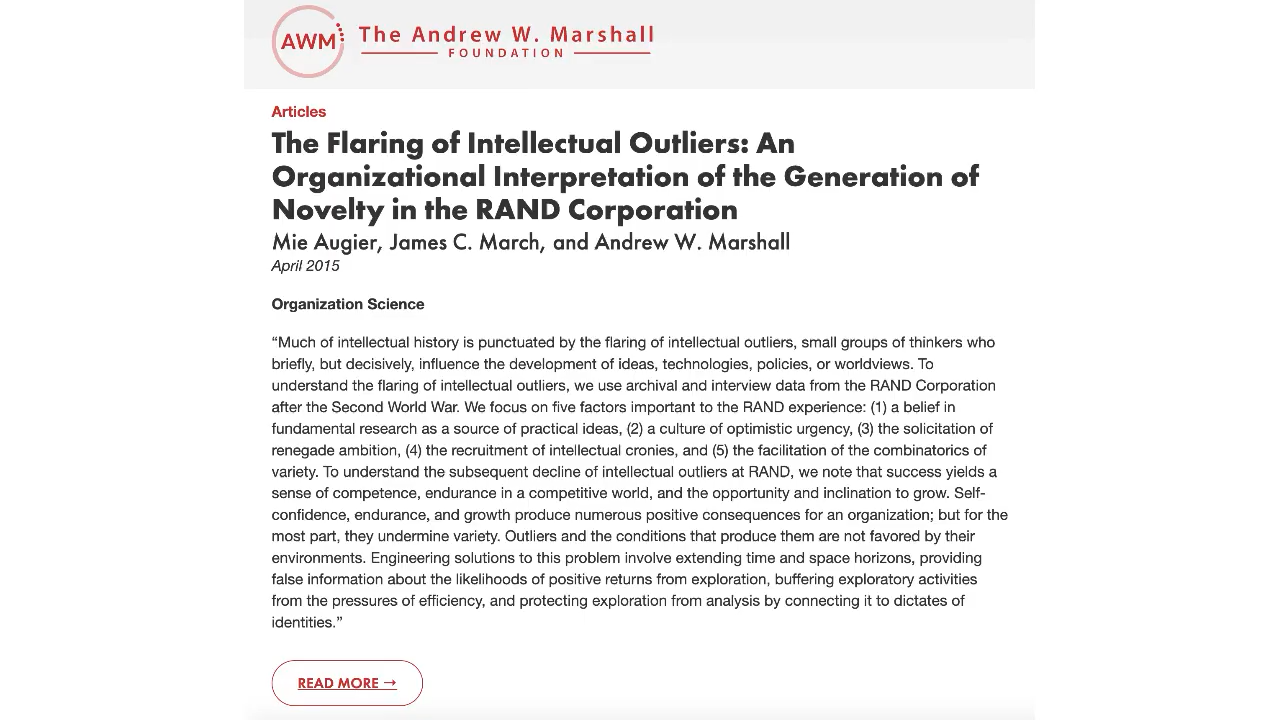 AWM
The Andrew W. Marshall
FOUNDATION
Articles
The Flaring of Intellectual Outliers: An
Organizational Interpretation of the Generation of
Novelty in the RAND Corporation
Mie Augier, James C. March, and Andrew W. Marshall
April 2015
Organization Science
“Much of intellectual history is punctuated by the flaring of intellectual outliers, small groups of thinkers who
briefly, but decisively, influence the development of ideas, technologies, policies, or worldviews. To
understand the flaring of intellectual outliers, we use archival and interview data from the RAND Corporation
after the Second World War. We focus on five factors important to the RAND experience: (1) a belief in
fundamental research as a source of practical ideas, (2) a culture of optimistic urgency, (3) the solicitation of
renegade ambition, (4) the recruitment of intellectual cronies, and (5) the facilitation of the combinatorics of
variety. To understand the subsequent decline of intellectual outliers at RAND, we note that success yields a
sense of competence, endurance in a competitive world, and the opportunity and inclination to grow. Self-
confidence, endurance, and growth produce numerous positive consequences for an organization; but for the
most part, they undermine variety. Outliers and the conditions that produce them are not favored by their
environments. Engineering solutions to this problem involve extending time and space horizons, providing
false information about the likelihoods of positive returns from exploration, buffering exploratory activities
from the pressures of efficiency, and protecting exploration from analysis by connecting it to dictates of
identities.”
READ MORE →